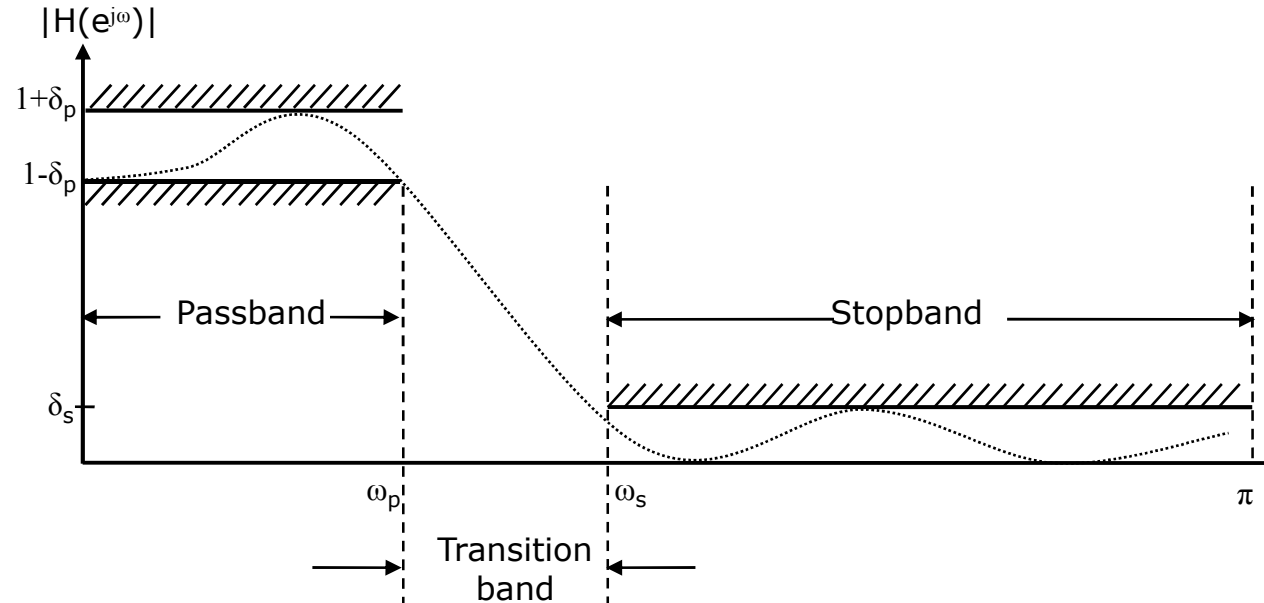 |H(e^jω)|
1+δp
1-δp
Passband
Stopband
δs
ωp
ωs
π
Transition
band